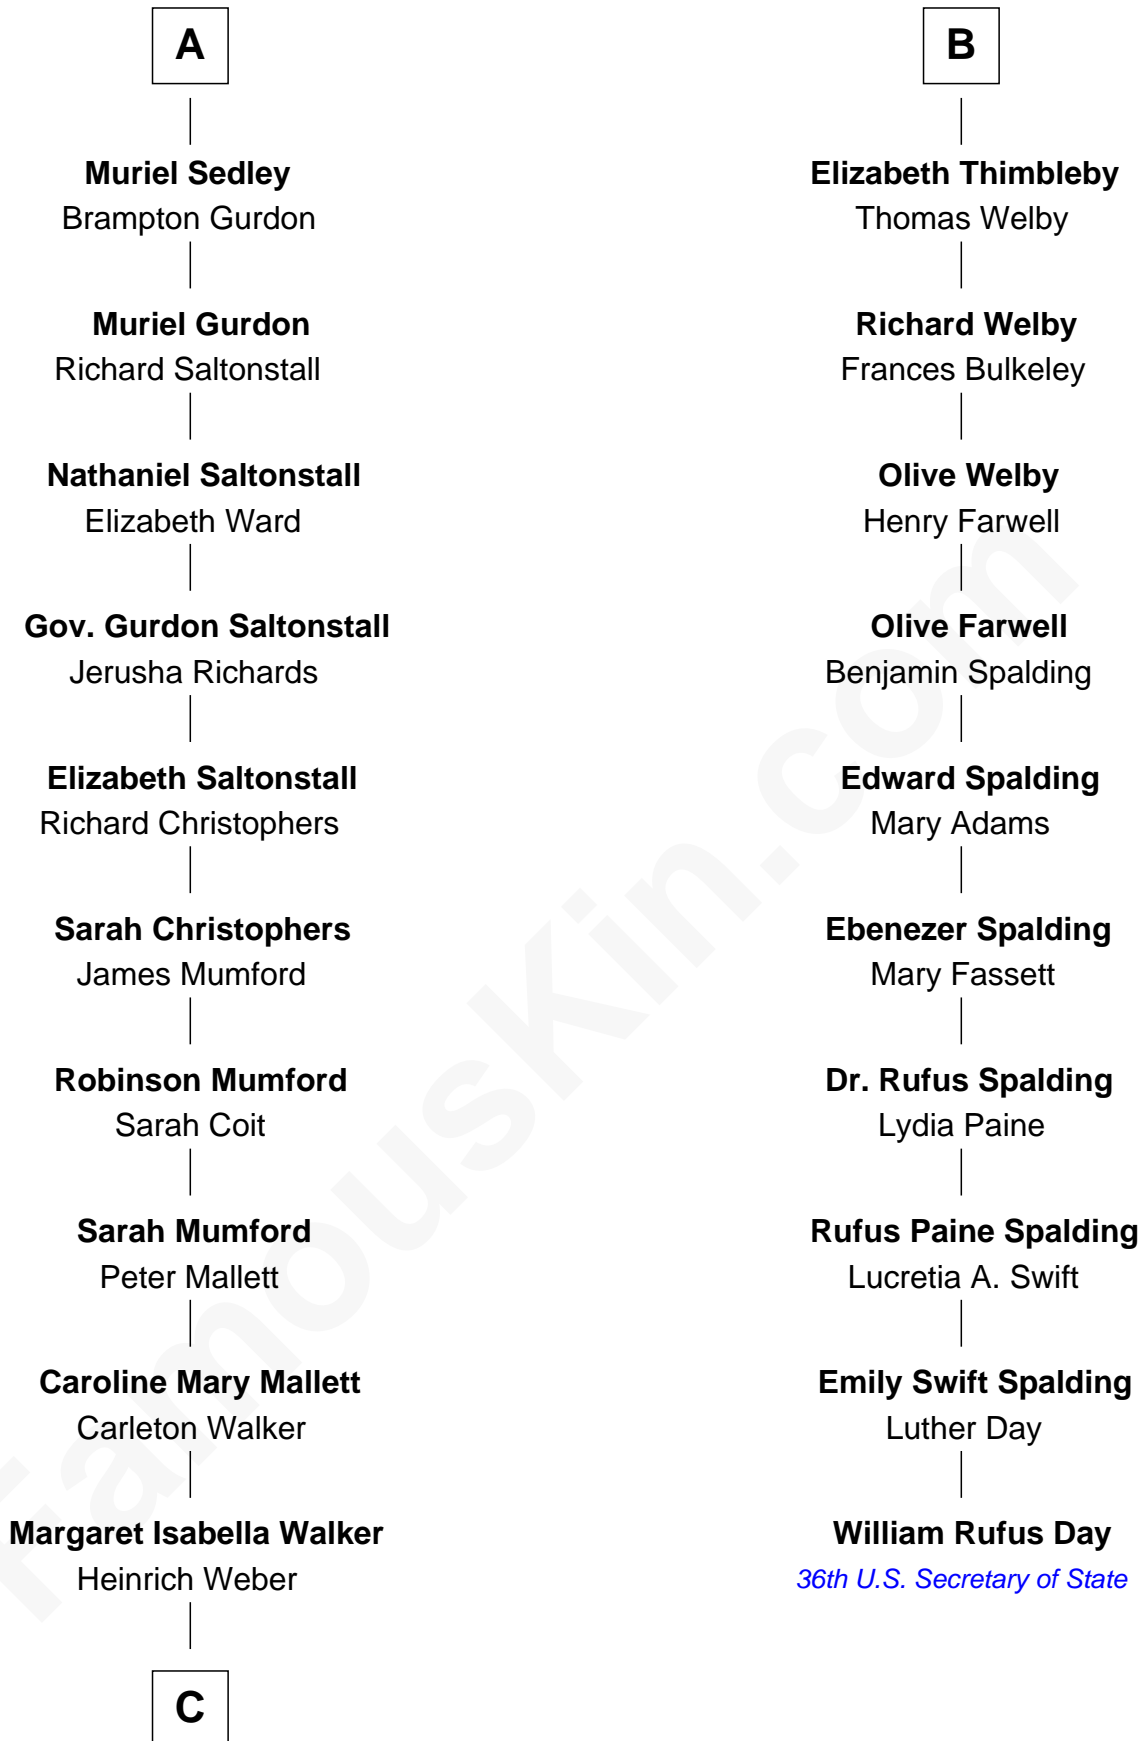 A
Muriel Sedley
Brampton Gurdon
Muriel Gurdon
Richard Saltonstall
Nathaniel Saltonstall
Elizabeth Ward
Gov. Gurdon Saltonstall
Jerusha Richards
Elizabeth Saltonstall
Richard Christophers
Sarah Christophers
James Mumford
Robinson Mumford
Sarah Coit
Sarah Mumford
Peter Mallett
Caroline Mary Mallett
Carleton Walker
Margaret Isabella Walker
Heinrich Weber
C
B
Elizabeth Thimbleby
Thomas Welby
Richard Welby
Frances Bulkeley
Olive Welby
Henry Farwell
Olive Farwell
Benjamin Spalding
Edward Spalding
Mary Adams
Ebenezer Spalding
Mary Fassett
Dr. Rufus Spalding
Lydia Paine
Rufus Paine Spalding
Lucretia A. Swift
Emily Swift Spalding
Luther Day
William Rufus Day
36th U.S. Secretary of State
FamousKin.com